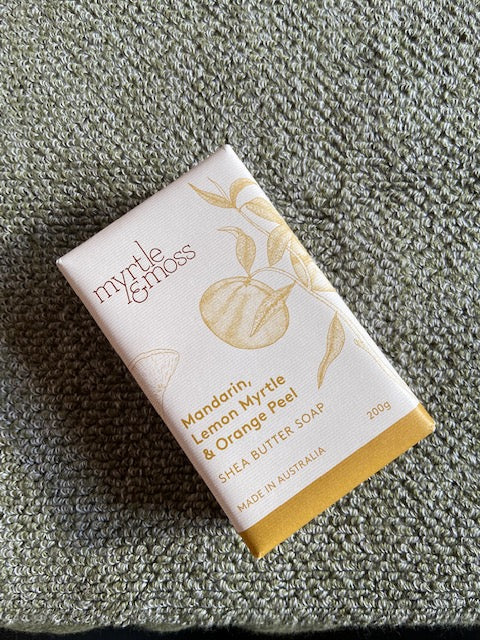 myrtle
&moss
Mandarin,
Lemon Myrtle
& Orange Peel
SHEA BUTTER SOAP
MADE IN AUSTRALIA
200g